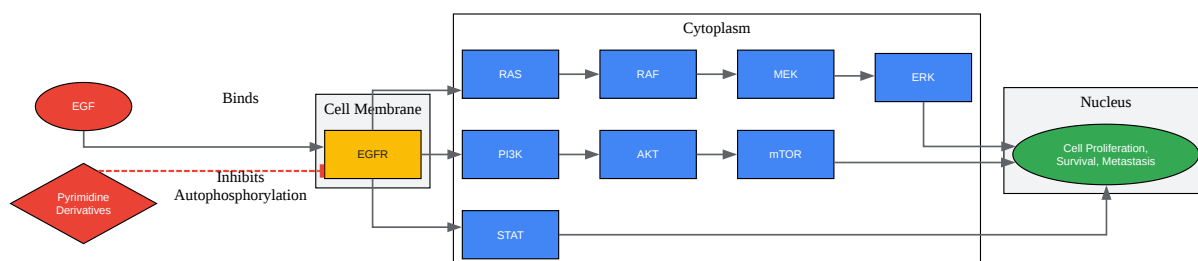 Cytoplasm
RAS
RAF
MEK
ERK
Binds
Cell Membrane
Nucleus
EGF
EGFR
PI3K
AKT
mTOR
Cell Proliferation,
Survival, Metastasis
Inhibits
Autophosphorylation
Pyrimidine
Derivatives
STAT